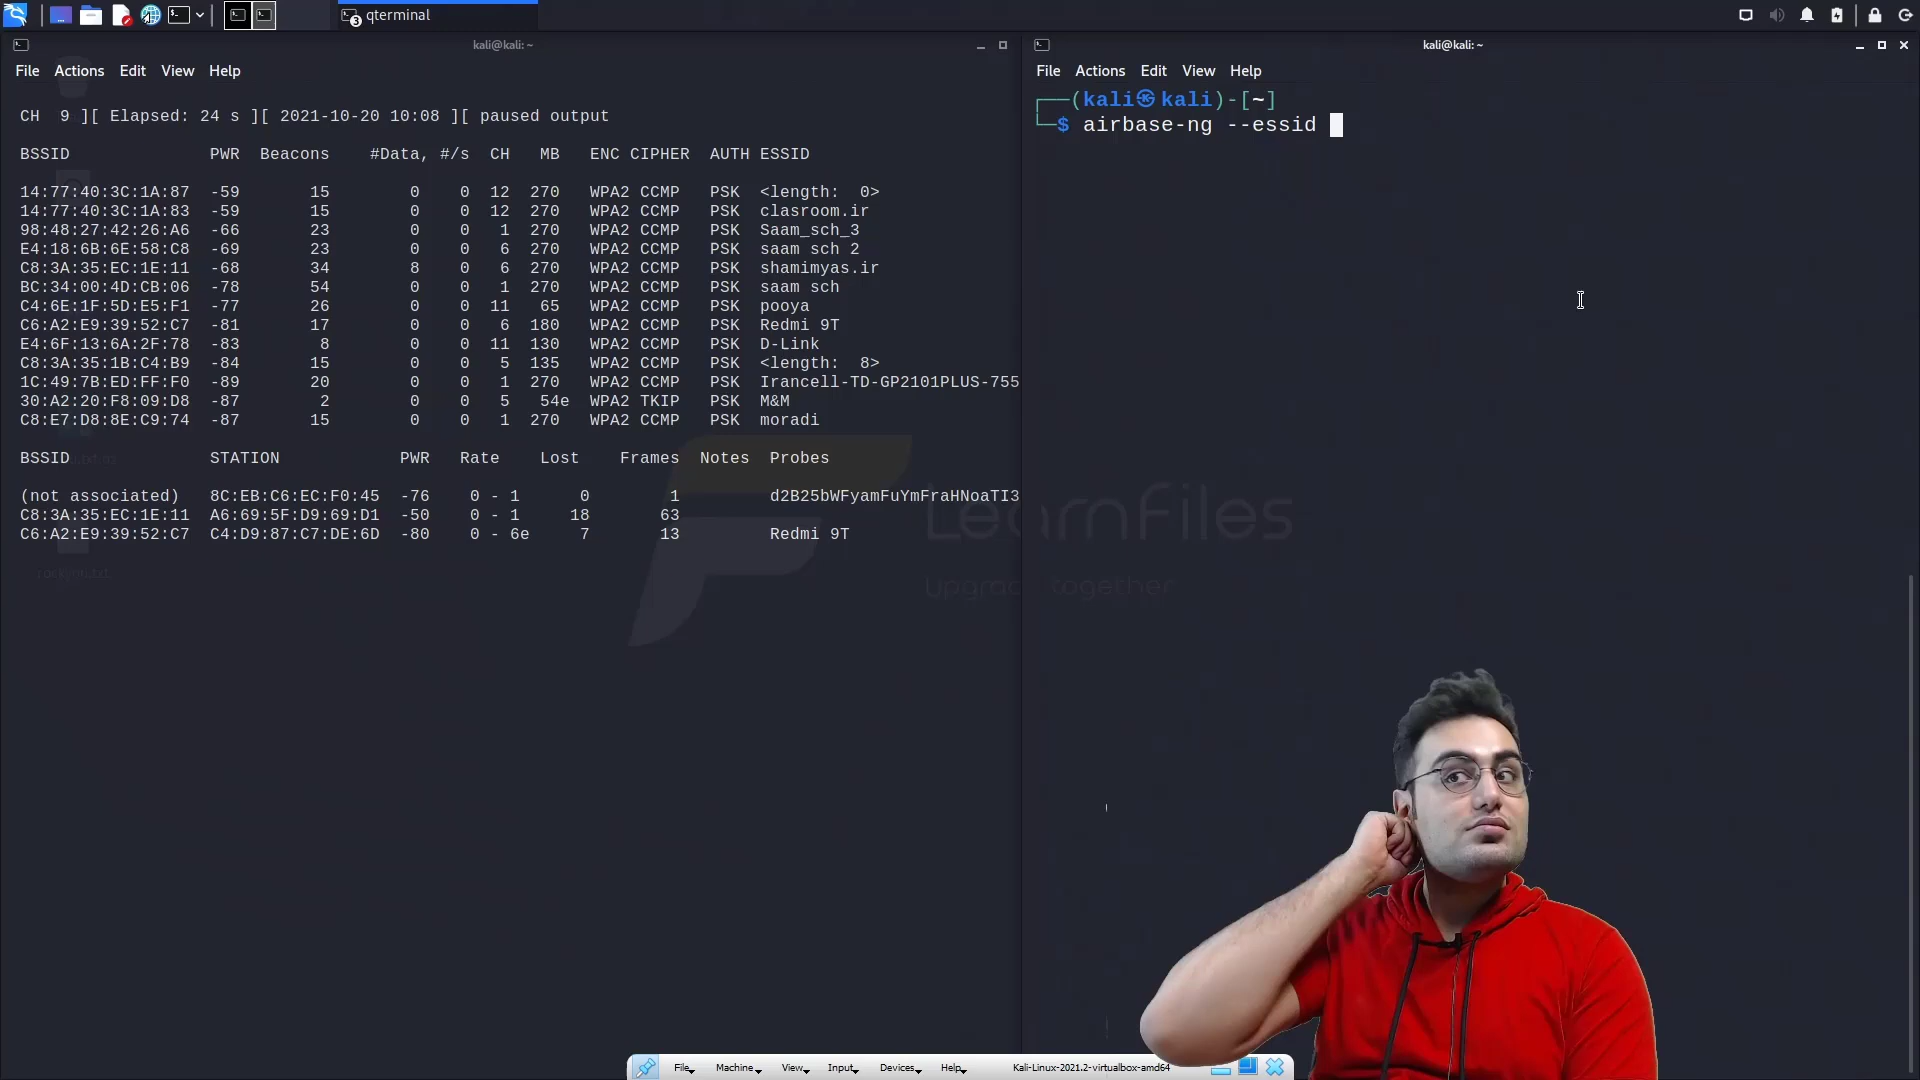 qterminal
3
kali@kali: ~
File Actions Edit View Help
CH 9 ][ Elapsed: 24 s ][ 2021-10-20 10:08 ][ paused output
BSSID PWR Beacons #Data, #/s CH MB ENC CIPHER AUTH ESSID
14:77:40:3C:1A:87 -59 15 0 0 12 270 WPA2 CCMP PSK <length: 0>
14:77:40:3C:1A:83 -59 15 0 0 12 270 WPA2 CCMP PSK clasroom.ir
98:48:27:42:26:A6 -66 23 0 0 1 270 WPA2 CCMP PSK Saam_sch_3
E4:18:6B:6E:58:C8 -69 23 0 0 6 270 WPA2 CCMP PSK saam sch 2
C8:3A:35:EC:1E:11 -68 34 8 0 6 270 WPA2 CCMP PSK shamimyas.ir
BC:34:00:4D:CB:06 -78 54 0 0 1 270 WPA2 CCMP PSK saam sch
C4:6E:1F:5D:E5:F1 -77 26 0 0 11 65 WPA2 CCMP PSK pooya
C6:A2:E9:39:52:C7 -81 17 0 0 6 180 WPA2 CCMP PSK Redmi 9T
E4:6F:13:6A:2F:78 -83 8 0 0 11 130 WPA2 CCMP PSK D-Link
C8:3A:35:1B:C4:B9 -84 15 0 0 5 135 WPA2 CCMP PSK <length: 8>
1C:49:7B:ED:FF:F0 -89 20 0 0 1 270 WPA2 CCMP PSK Irancell-TD-GP2101PLUS-755
30:A2:20:F8:09:D8 -87 2 0 0 5 54e WPA2 TKIP PSK M&M
C8:E7:D8:8E:C9:74 -87 15 0 0 1 270 WPA2 CCMP PSK moradi
BSSID STATION PWR Rate Lost Frames Notes Probes
(not associated) 8C:EB:C6:EC:F0:45 -76 0 - 1 0 1 d2B25bWFyamFuYmFraHNoaTI3
C8:3A:35:EC:1E:11 A6:69:5F:D9:69:D1 -50 0 - 1 18 63
C6:A2:E9:39:52:C7 C4:D9:87:C7:DE:6D -80 0 - 6e 7 13 Redmi 9T
kali@kali: ~
File Actions Edit View Help
(kali㉿kali)-[~]
$ airbase-ng --essid
LearnFiles
Upgrade together
File Machine View Input Devices Help Kali-Linux-2021.2-virtualbox-amd64